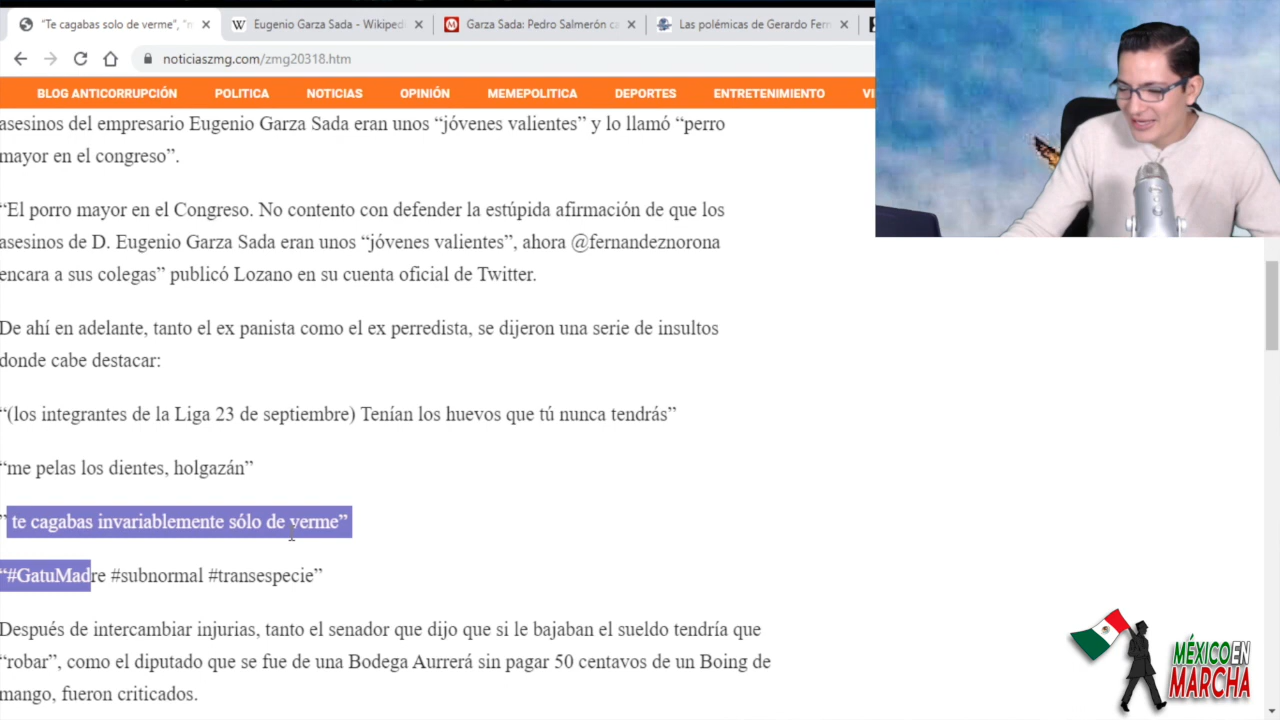 "Te cagabas solo de verme", "m
Eugenio Garza Sada - Wikiped
Garza Sada: Pedro Salmerón ca
Las polémicas de Gerardo Fern
noticiaszmg.com/zmg20318.htm
BLOG ANTICORRUPCIÓN POLITICA NOTICIAS OPINIÓN MEMEPOLITICA DEPORTES ENTRETENIMIENTO VI
asesinos del empresario Eugenio Garza Sada eran unos “jóvenes valientes” y lo llamó “perro
mayor en el congreso”.
“El porro mayor en el Congreso. No contento con defender la estúpida afirmación de que los
asesinos de D. Eugenio Garza Sada eran unos “jóvenes valientes”, ahora @fernandeznorona
encara a sus colegas” publicó Lozano en su cuenta oficial de Twitter.
De ahí en adelante, tanto el ex panista como el ex perredista, se dijeron una serie de insultos
donde cabe destacar:
“(los integrantes de la Liga 23 de septiembre) Tenían los huevos que tú nunca tendrás”
“me pelas los dientes, holgazán”
” te cagabas invariablemente sólo de verme”
“#GatuMadre #subnormal #transespecie”
Después de intercambiar injurias, tanto el senador que dijo que si le bajaban el sueldo tendría que
“robar”, como el diputado que se fue de una Bodega Aurrerá sin pagar 50 centavos de un Boing de
mango, fueron criticados.
MÉXICO EN
MARCHA